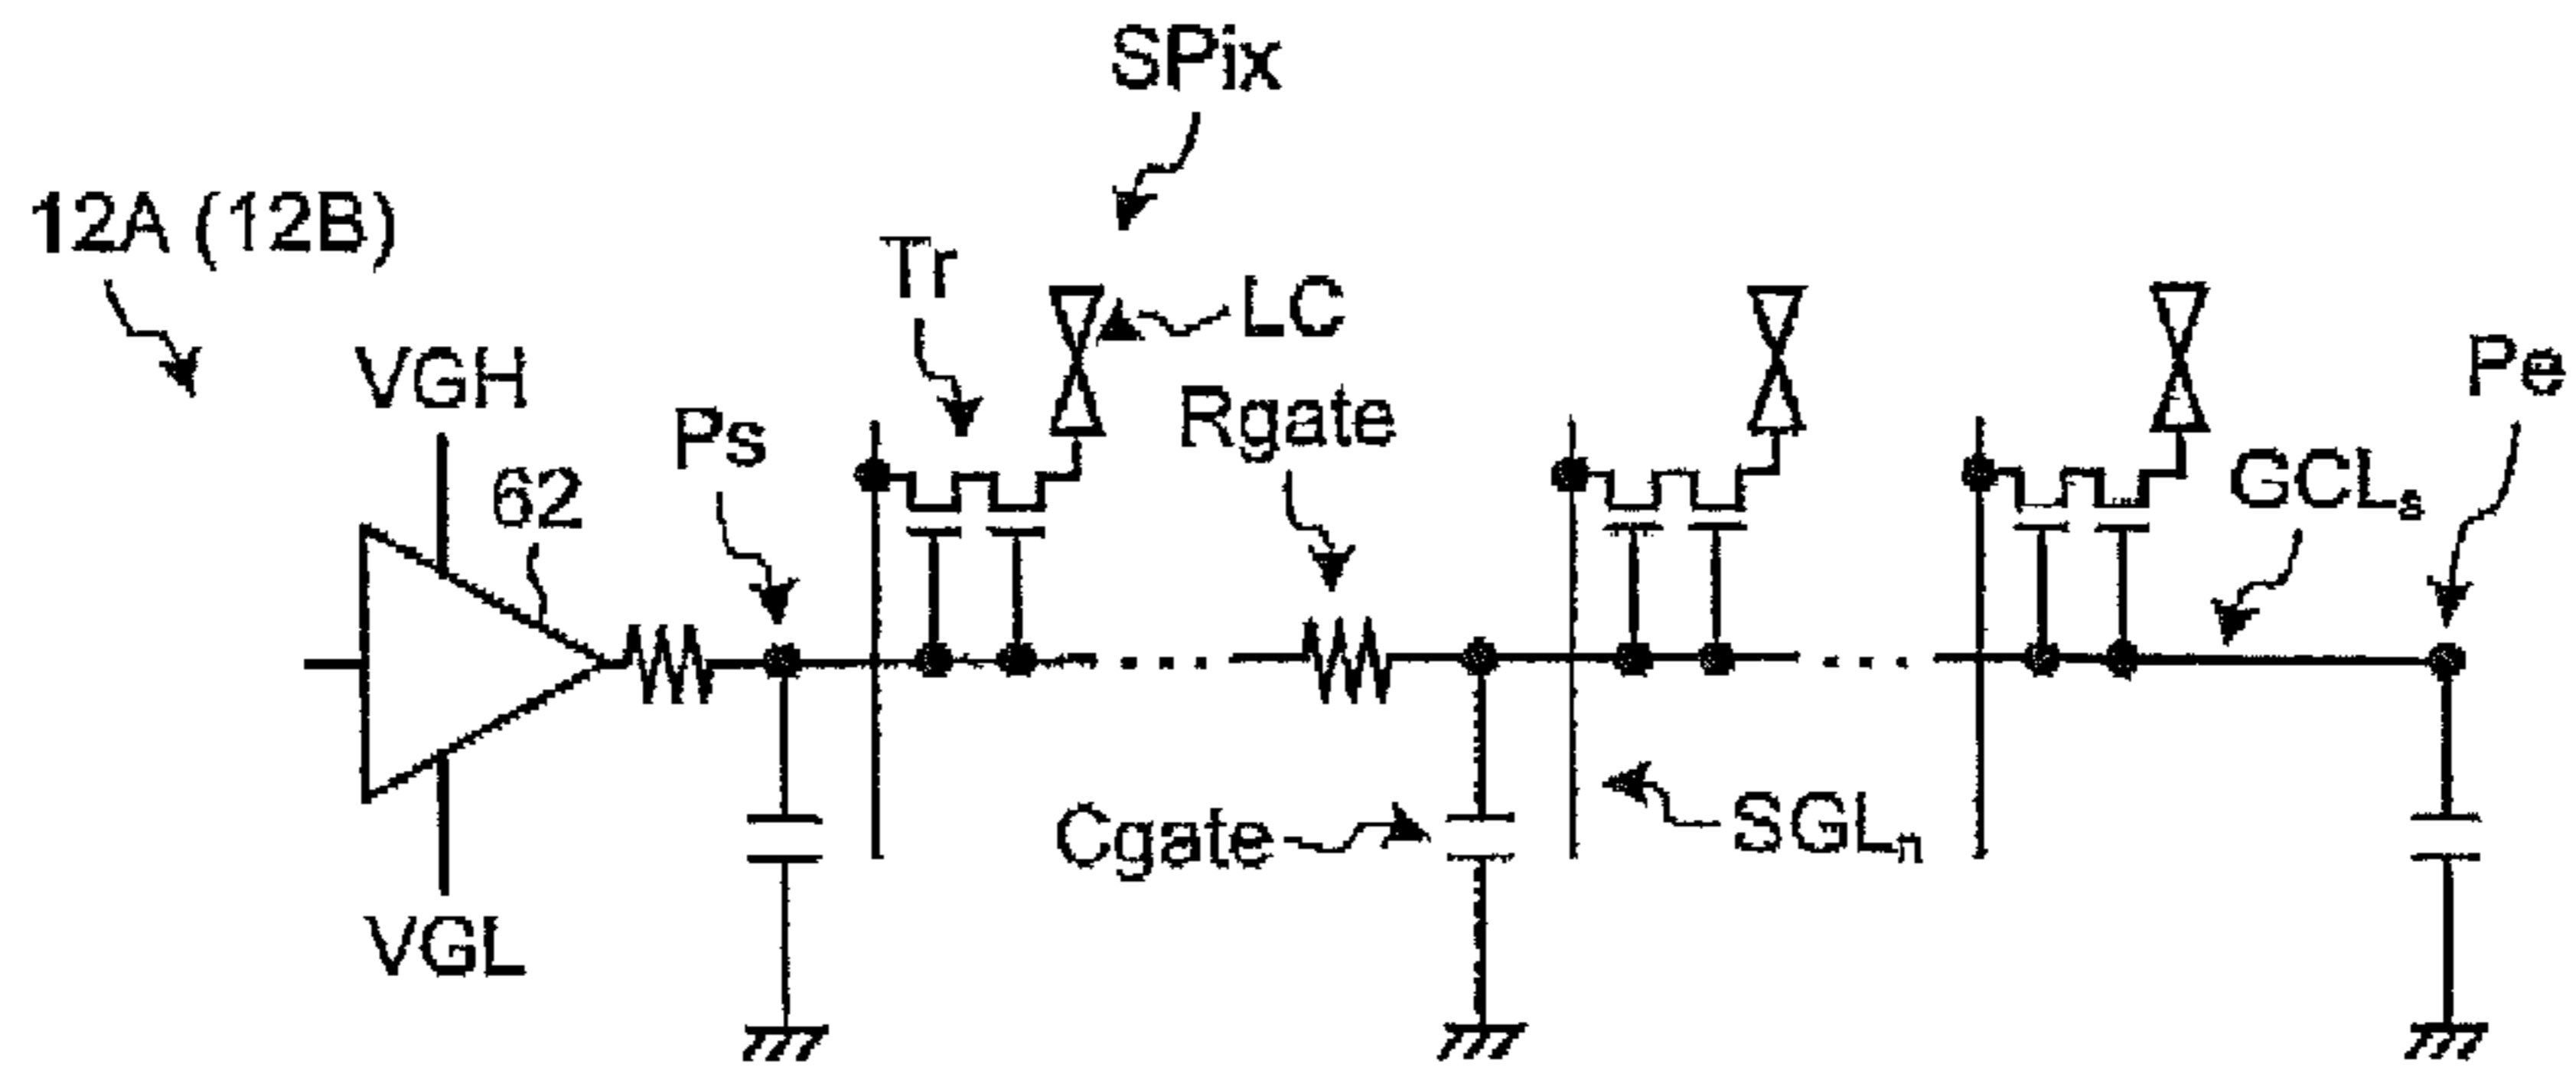 SPix
12A (12B)
Tr
LC
VGH
Ps
Rgate
Pe
62
GCLs
Cgate
SGLn
VGL